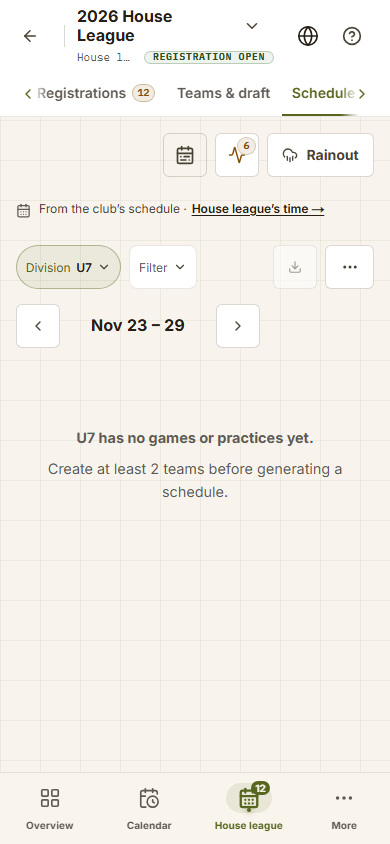 2026 House
League
House l… REGISTRATION OPEN
Registrations 12 Teams & draft Schedule
6 Rainout
From the club's schedule · House league's time →
Division U7 Filter
Nov 23 – 29
U7 has no games or practices yet.
Create at least 2 teams before generating a
schedule.
12
Overview Calendar House league More